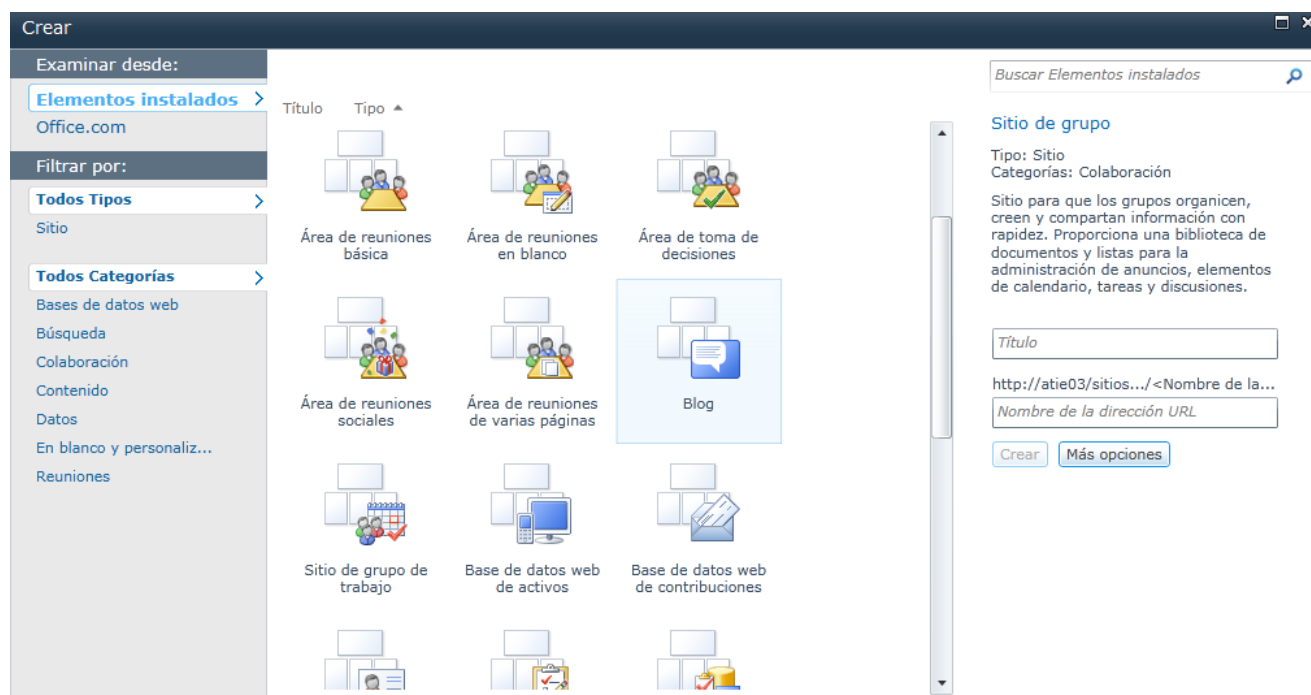 Crear
Examinar desde:
Elementos instalados
Office.com
Filtrar por:
Todos Tipos
Sitio
Todos Categorías
Bases de datos web
Búsqueda
Colaboración
Contenido
Datos
En blanco y personaliz...
Reuniones
Título Tipo
Área de reuniones
básica
Área de reuniones
en blanco
Área de toma de
decisiones
Área de reuniones
sociales
Área de reuniones
de varias páginas
Blog
Sitio de grupo de
trabajo
Base de datos web
de activos
Base de datos web
de contribuciones
Buscar Elementos instalados
Sitio de grupo
Tipo: Sitio
Categorías: Colaboración
Sitio para que los grupos organicen,
creen y compartan información con
rapidez. Proporciona una biblioteca de
documentos y listas para la
administración de anuncios, elementos
de calendario, tareas y discusiones.
Título
http://atie03/sitios.../<Nombre de la...
Nombre de la dirección URL
Crear Más opciones